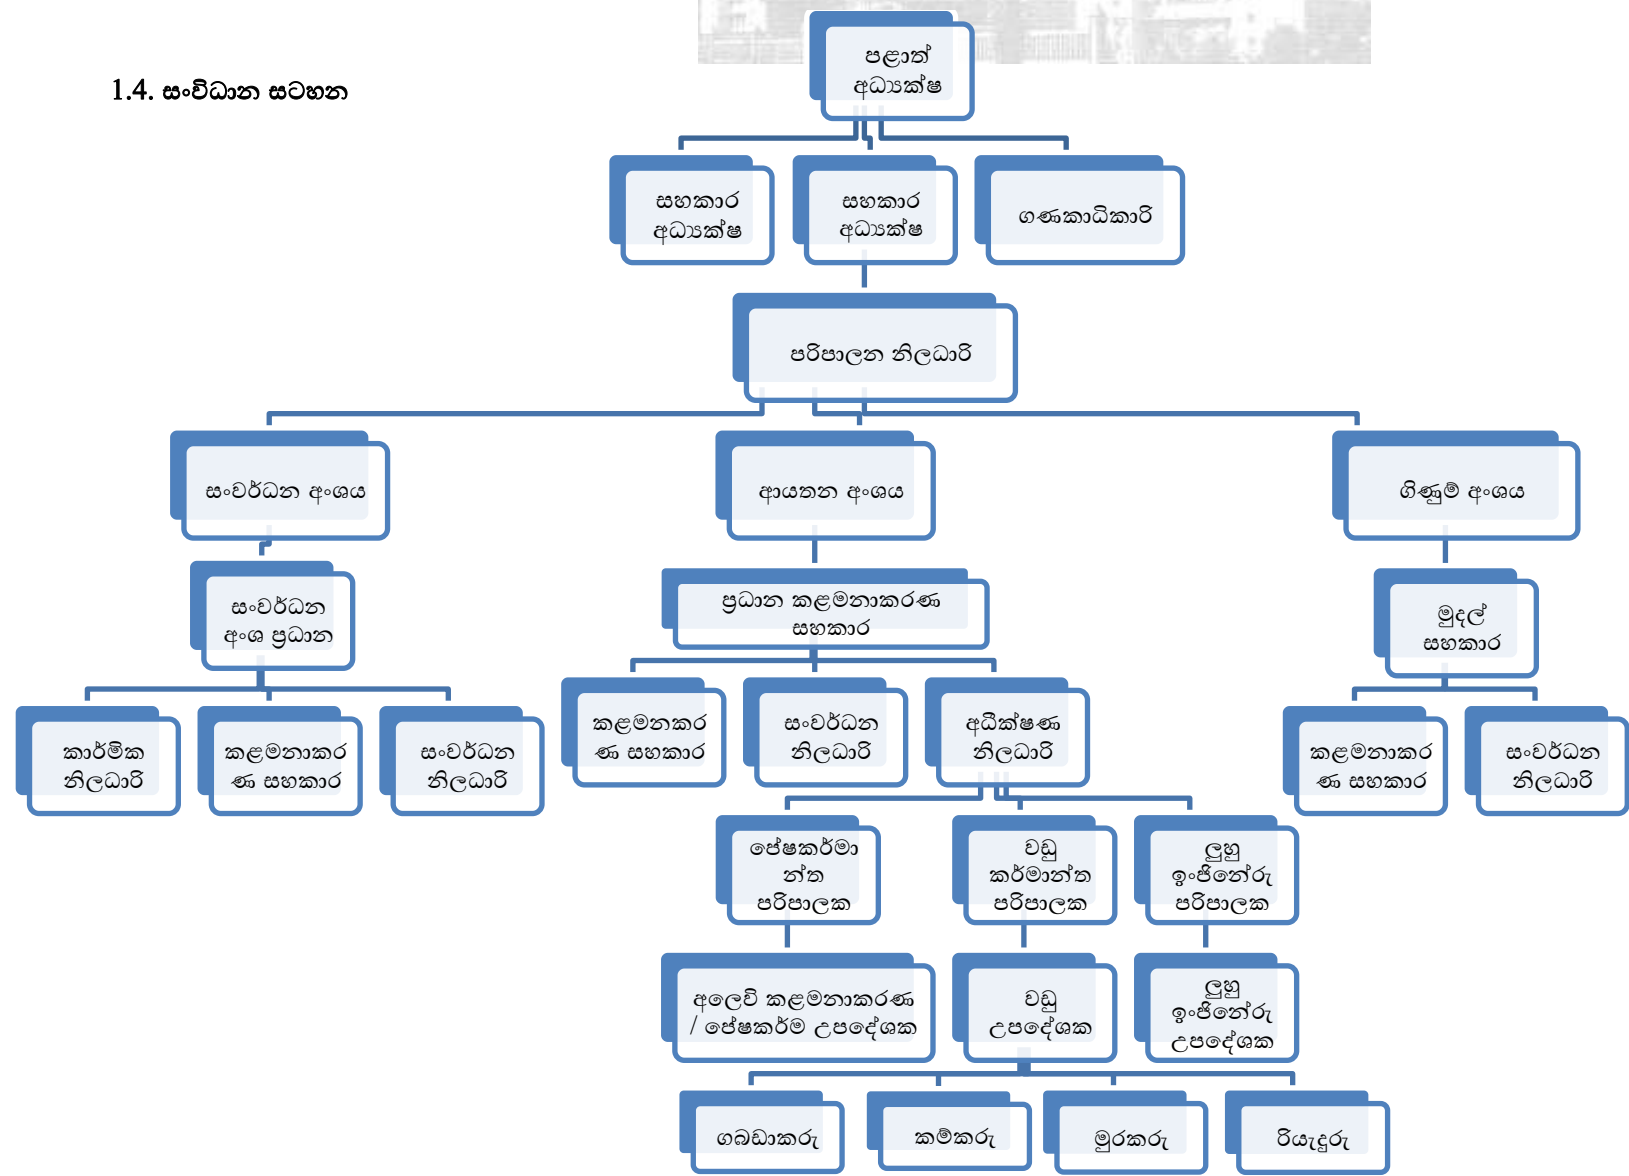 1.4. සංවිධාන සටහන
පළාත්
අධ්‍යක්ෂ
සහකාර
අධ්‍යක්ෂ
සහකාර
අධ්‍යක්ෂ
ගණකාධිකාරි
පරිපාලන නිලධාරි
සංවර්ධන අංශය
ආයතන අංශය
ගිණුම් අංශය
සංවර්ධන
අංශ ප්‍රධාන
ප්‍රධාන කළමනාකරණ
සහකාර
මුදල්
සහකාර
කාර්මික
නිලධාරි
කළමනාකර
ණ සහකාර
සංවර්ධන
නිලධාරි
කළමනකර
ණ සහකාර
සංවර්ධන
නිලධාරි
අධීක්ෂණ
නිලධාරි
කළමනාකර
ණ සහකාර
සංවර්ධන
නිලධාරි
පේෂකර්මා
න්ත
පරිපාලක
වඩු
කර්මාන්ත
පරිපාලක
ලුහු
ඉංජිනේරු
පරිපාලක
අලෙවි කළමනාකරණ
/ පේෂකර්ම උපදේශක
වඩු
උපදේශක
ලුහු
ඉංජිනේරු
උපදේශක
ගබඩාකරු
කම්කරු
මුරකරු
රියැදුරු